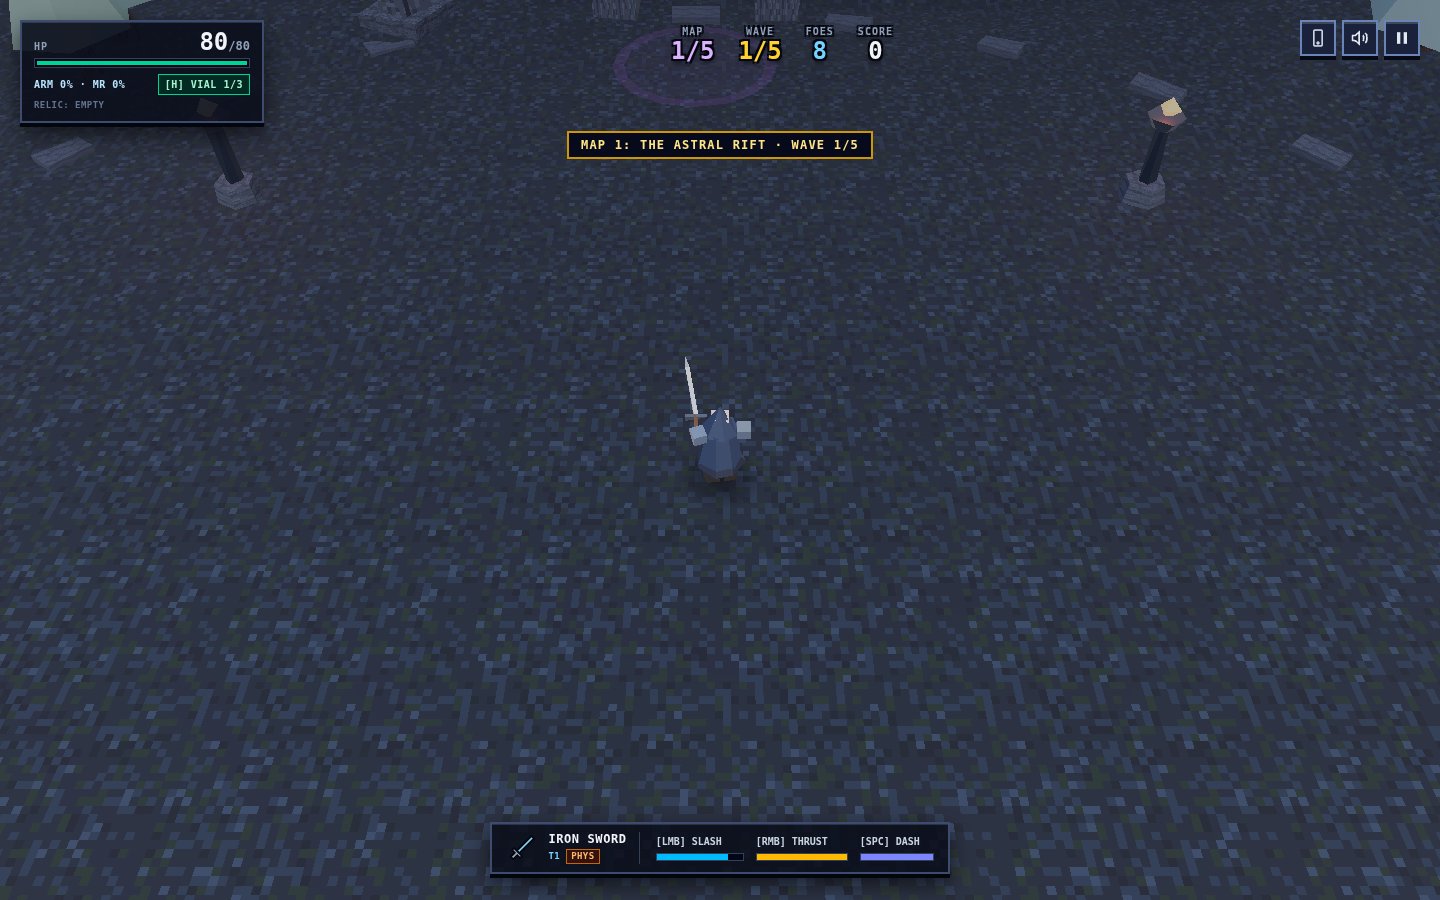 HP 80/80
ARM 0% · MR 0% [H] VIAL 1/3
RELIC: EMPTY
MAP WAVE FOES SCORE
1/5 1/5 8 0
MAP 1: THE ASTRAL RIFT · WAVE 1/5
IRON SWORD
T1 PHYS
[LMB] SLASH [RMB] THRUST [SPC] DASH